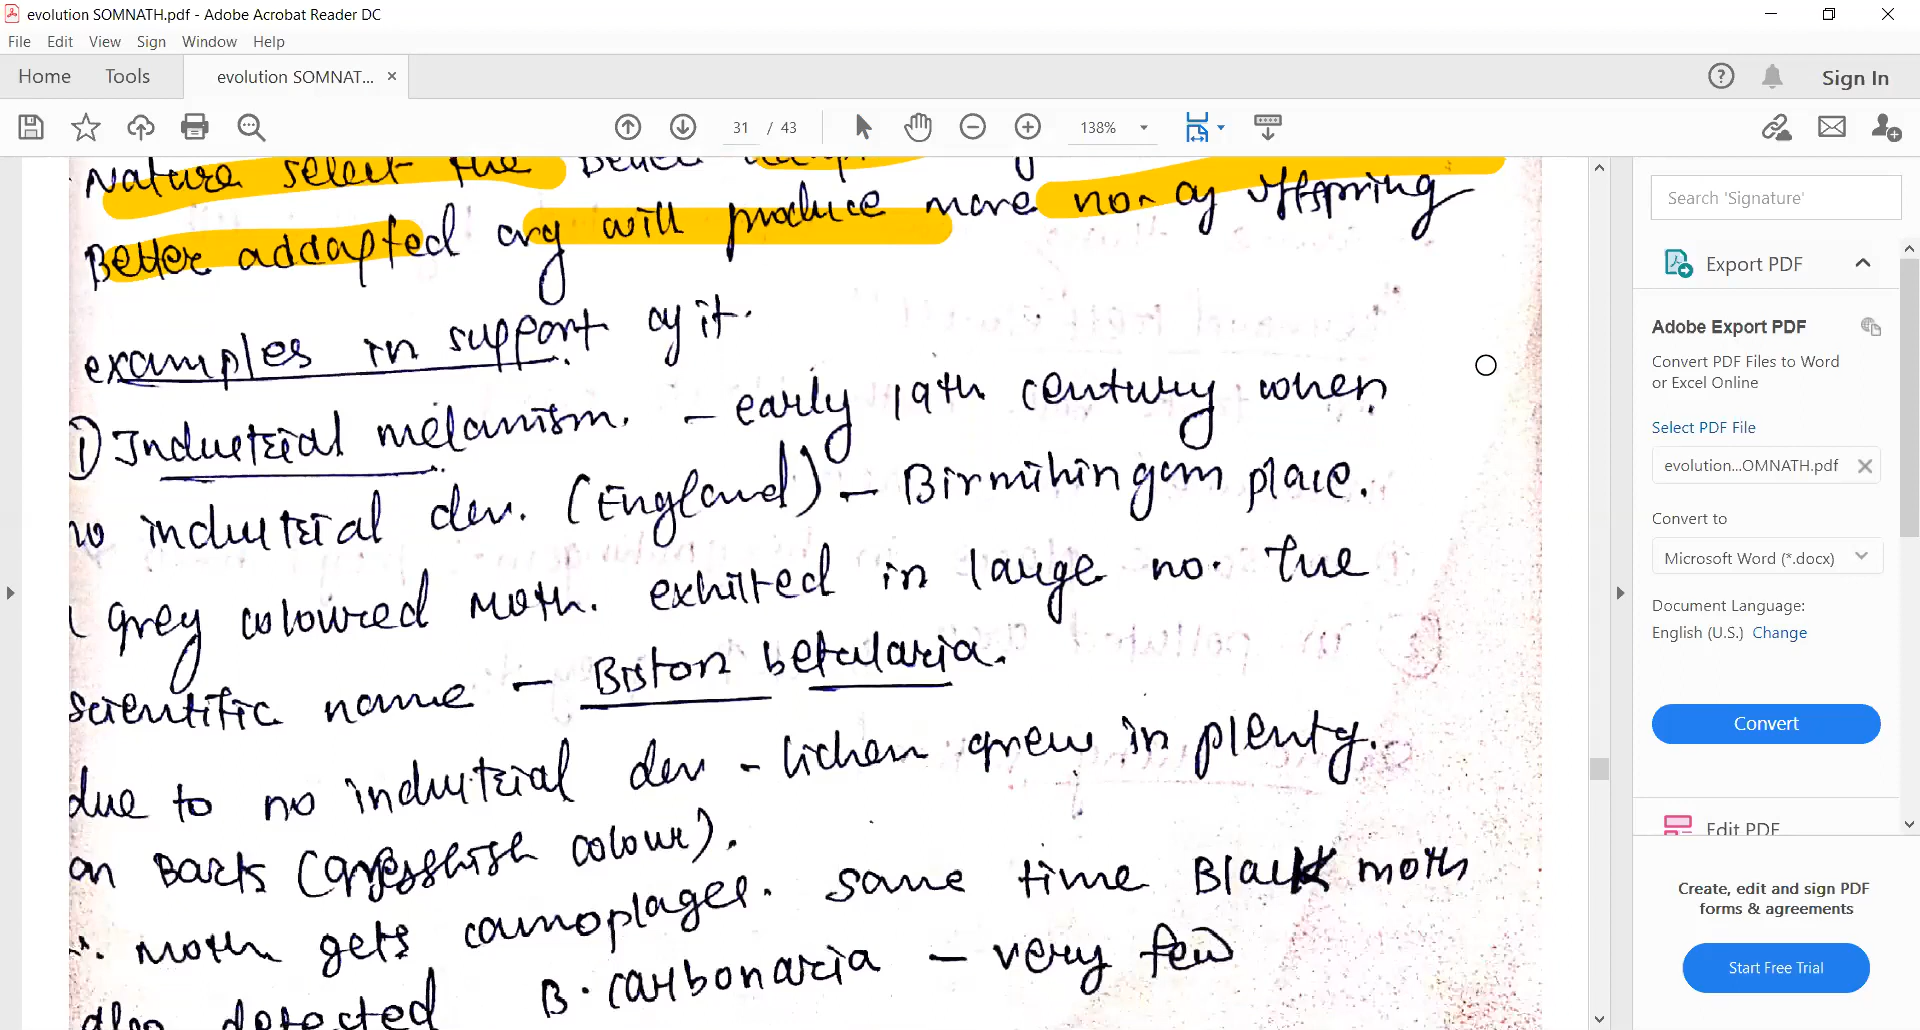 evolution SOMNATH.pdf - Adobe Acrobat Reader DC
File Edit View Sign Window Help
Home Tools evolution SOMNAT... × Sign In
31 / 43 138%
Nature select the better
Better addapted org will produce more no. of offspring
examples in support of it.
① Industrial melanism. - early 19th century when
no industrial dev. (England) - Birmihingam place.
grey coloured moth. exhibited in large no. The
scientific name - Biston betularia.
due to no industrial dev - lichen grew in plenty.
on Barks colour).
∴ moth gets camoplages. same time Black moth
also detected B. carbonaria - very few
Search 'Signature'
Export PDF
Adobe Export PDF
Convert PDF Files to Word
or Excel Online
Select PDF File
evolution...OMNATH.pdf
Convert to
Microsoft Word (*.docx)
Document Language:
English (U.S.) Change
Convert
Edit PDF
Create, edit and sign PDF
forms & agreements
Start Free Trial